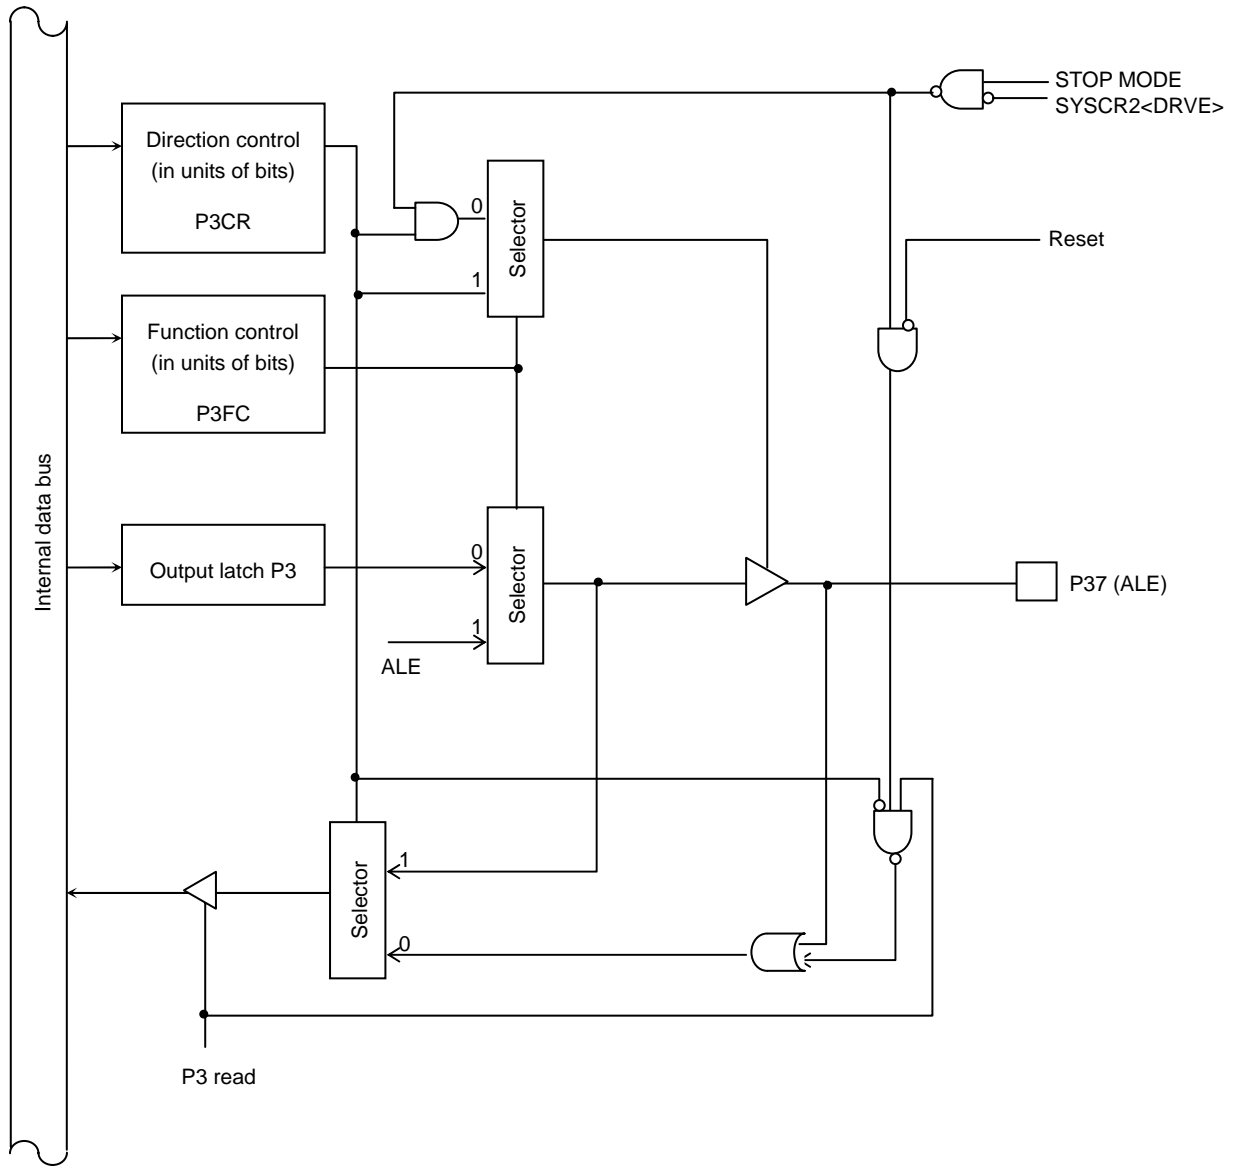 STOP MODE
SYSCR2<DRVE>
Direction control
(in units of bits)
P3CR
0
Selector
1
Reset
Function control
(in units of bits)
P3FC
Internal data bus
Output latch P3
0
Selector
1
ALE
P37 (ALE)
1
Selector
0
P3 read